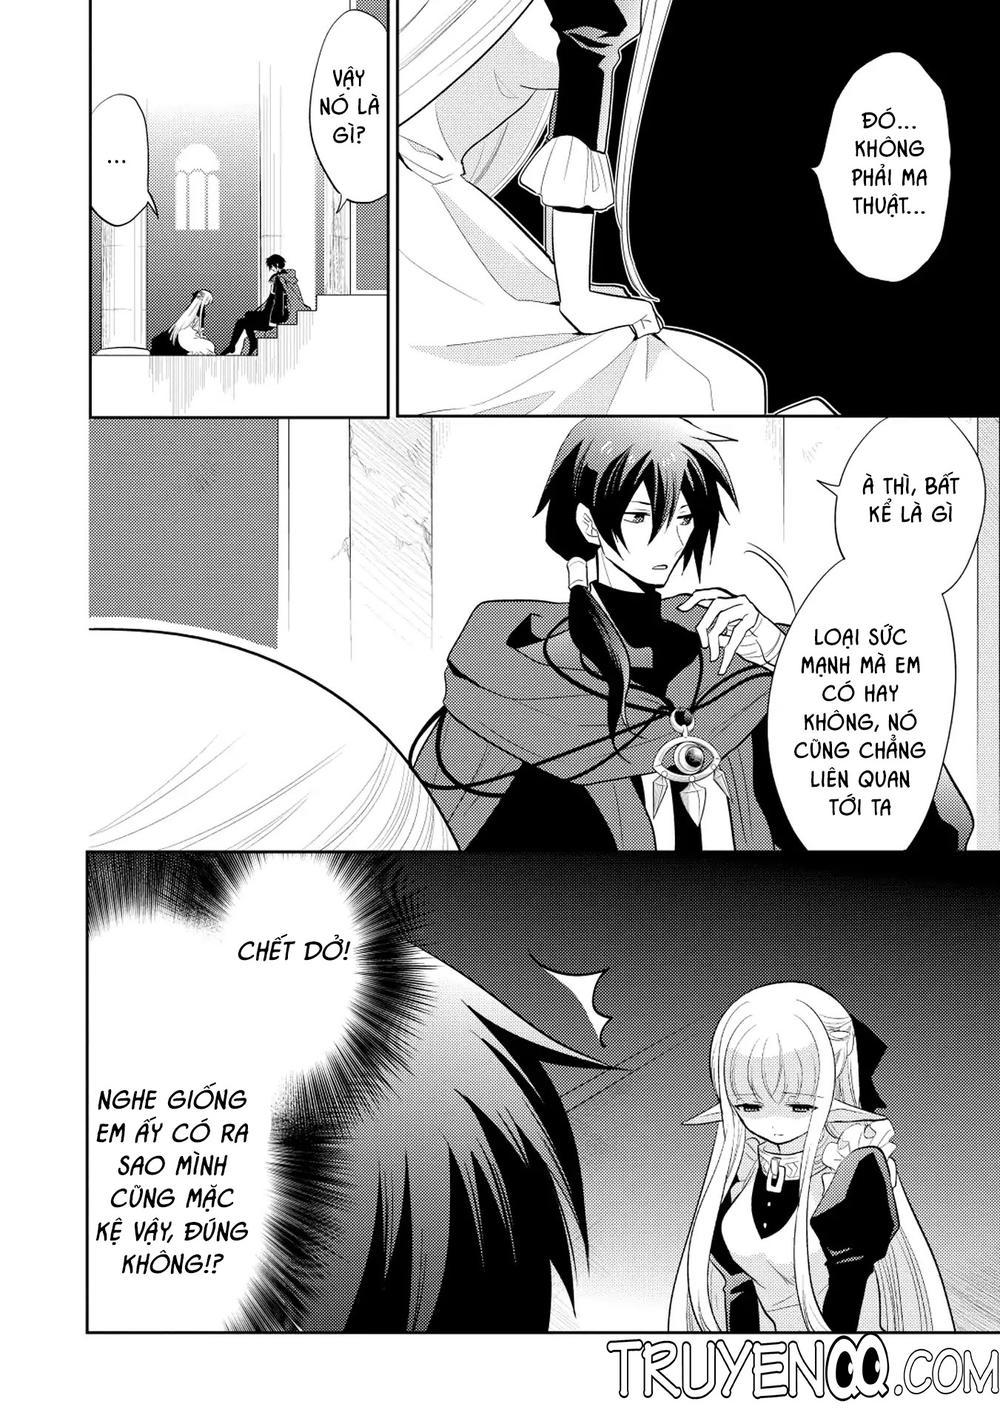 ĐÓ...
KHÔNG
PHẢI MA
THUẬT...
VẬY
NÓ LÀ
GÌ?
...
À THÌ, BẤT
KỂ LÀ GÌ
LOẠI SỨC
MẠNH MÀ EM
CÓ HAY
KHÔNG, NÓ
CŨNG CHẲNG
LIÊN QUAN
TỚI TA
CHẾT DỞ!
NGHE GIỐNG
EM ẤY CÓ RA
SAO MÌNH
CŨNG MẶC
KỆ VẬY, ĐÚNG
KHÔNG!?
TRUYENQQ.COM